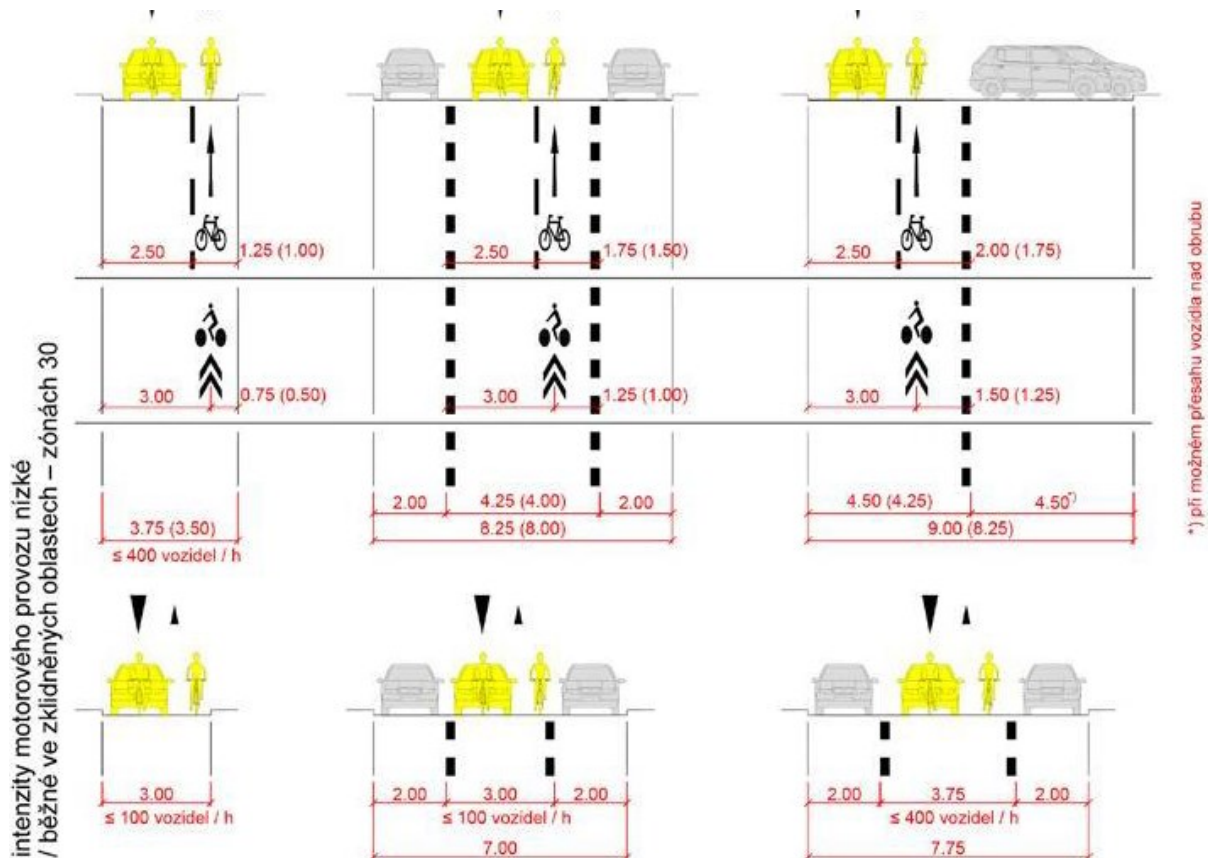 intenzity motorového provozu nízké
/ běžné ve zklidněných oblastech – zónách 30
2.50 1.25 (1.00) 2.50 1.75 (1.50) 2.50 2.00 (1.75)
3.00 0.75 (0.50) 3.00 1.25 (1.00) 3.00 1.50 (1.25)
2.00 4.25 (4.00) 2.00 4.50 (4.25) 4.50*)
3.75 (3.50) 8.25 (8.00) 9.00 (8.25)
≤ 400 vozidel / h
*) při možném přesahu vozidla nad obrubu
3.00 2.00 3.00 2.00 2.00 3.75 2.00
≤ 100 vozidel / h ≤ 100 vozidel / h ≤ 400 vozidel / h
7.00 7.75